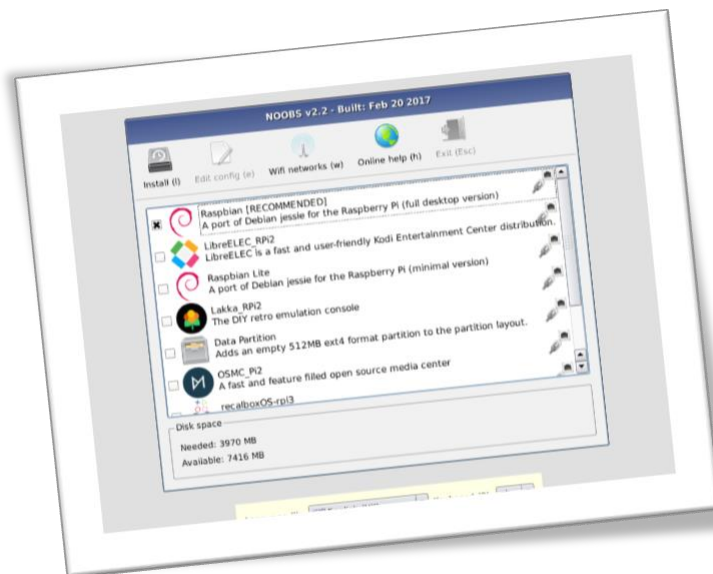 NOOBS v2.2 - Built: Feb 20 2017
Install (i)
Edit config (e)
Wifi networks (w)
Online help (h)
Exit (Esc)
Raspbian [RECOMMENDED]
A port of Debian jessie for the Raspberry Pi (full desktop version)
LibreELEC_RPi2
LibreELEC is a fast and user-friendly Kodi Entertainment Center distribution.
Raspbian Lite
A port of Debian jessie for the Raspberry Pi (minimal version)
Lakka_RPi2
The DIY retro emulation console
Data Partition
Adds an empty 512MB ext4 format partition to the partition layout.
OSMC_Pi2
A fast and feature filled open source media center
recalboxOS-rpi3
Disk space
Needed: 3970 MB
Available: 7416 MB